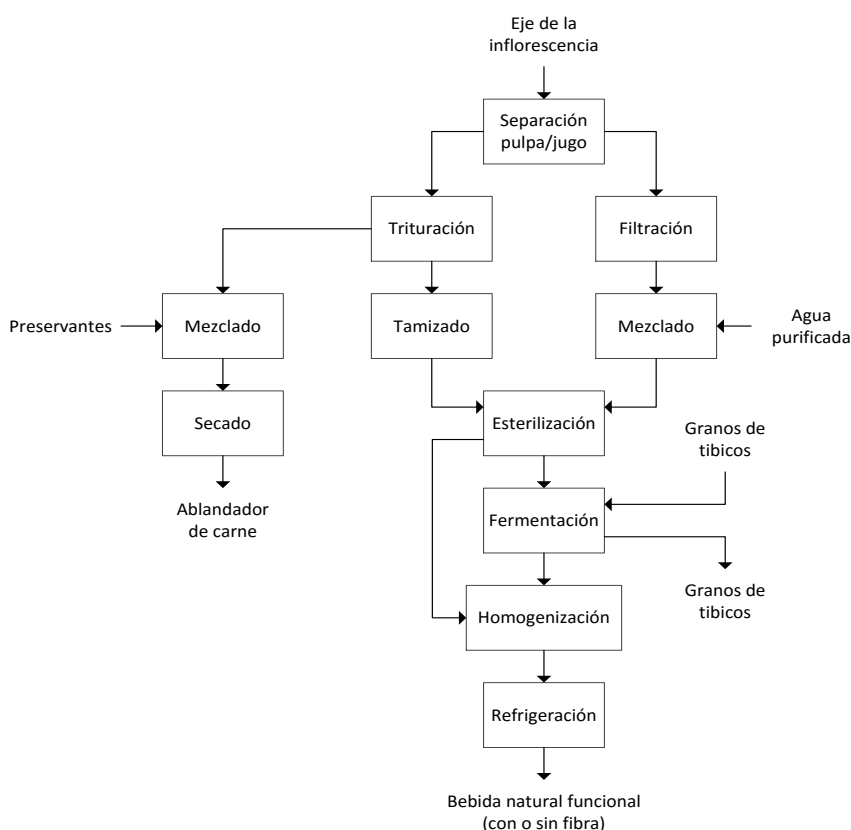 Eje de la
inflorescencia
Separación
pulpa/jugo
Trituración
Filtración
Preservantes
Mezclado
Tamizado
Mezclado
Agua
purificada
Secado
Esterilización
Granos de
tibicos
Ablandador
de carne
Fermentación
Granos de
tibicos
Homogenización
Refrigeración
Bebida natural funcional
(con o sin fibra)